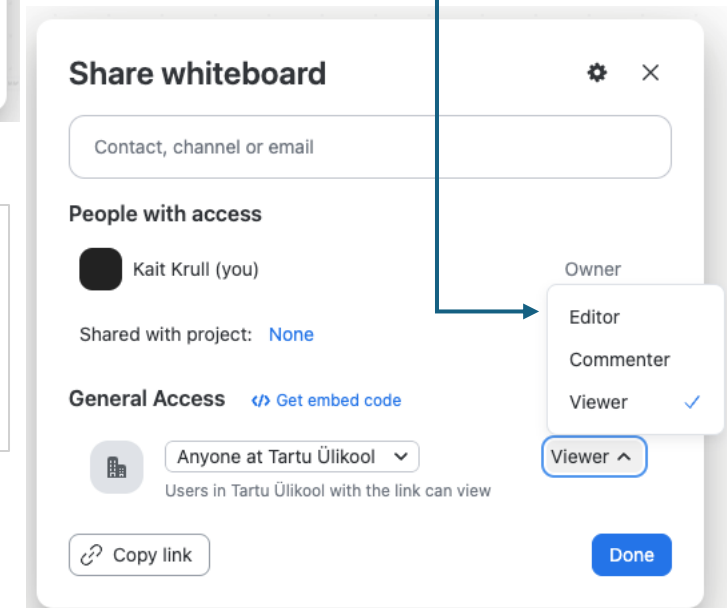 Share whiteboard
Contact, channel or email
People with access
Kait Krull (you)
Owner
Editor
Shared with project: None
Commenter
Viewer
General Access </> Get embed code
Anyone at Tartu Ülikool
Viewer
Users in Tartu Ülikool with the link can view
Copy link
Done